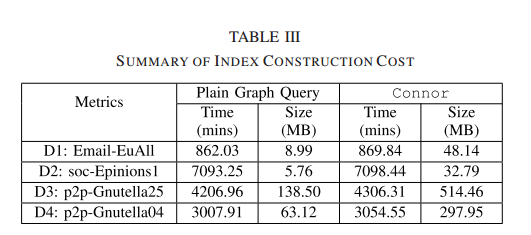 TABLE III
SUMMARY OF INDEX CONSTRUCTION COST
Metrics Plain Graph Query Connor
Time (mins) Size (MB) Time (mins) Size (MB)
D1: Email-EuAll 862.03 8.99 869.84 48.14
D2: soc-Epinions1 7093.25 5.76 7098.44 32.79
D3: p2p-Gnutella25 4206.96 138.50 4306.31 514.46
D4: p2p-Gnutella04 3007.91 63.12 3054.55 297.95